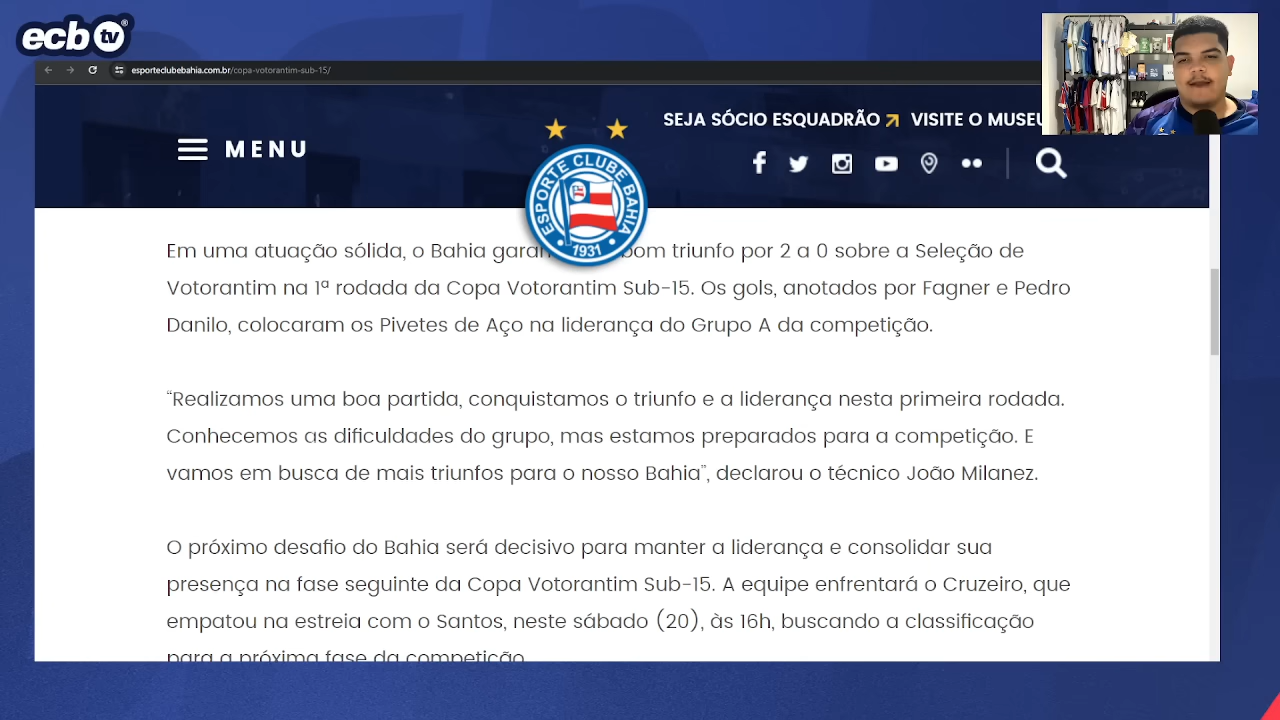 ecb tv
esporteclubebahia.com.br/copa-votorantim-sub-15/
SEJA SÓCIO ESQUADRÃO VISITE O MUSEU
MENU
ESPORTE CLUBE BAHIA
1931
Em uma atuação sólida, o Bahia bom triunfo por 2 a 0 sobre a Seleção de
Votorantim na 1ª rodada da Copa Votorantim Sub-15. Os gols, anotados por Fagner e Pedro
Danilo, colocaram os Pivetes de Aço na liderança do Grupo A da competição.
“Realizamos uma boa partida, conquistamos o triunfo e a liderança nesta primeira rodada.
Conhecemos as dificuldades do grupo, mas estamos preparados para a competição. E
vamos em busca de mais triunfos para o nosso Bahia”, declarou o técnico João Milanez.
O próximo desafio do Bahia será decisivo para manter a liderança e consolidar sua
presença na fase seguinte da Copa Votorantim Sub-15. A equipe enfrentará o Cruzeiro, que
empatou na estreia com o Santos, neste sábado (20), às 16h, buscando a classificação
para a próxima fase da competição.